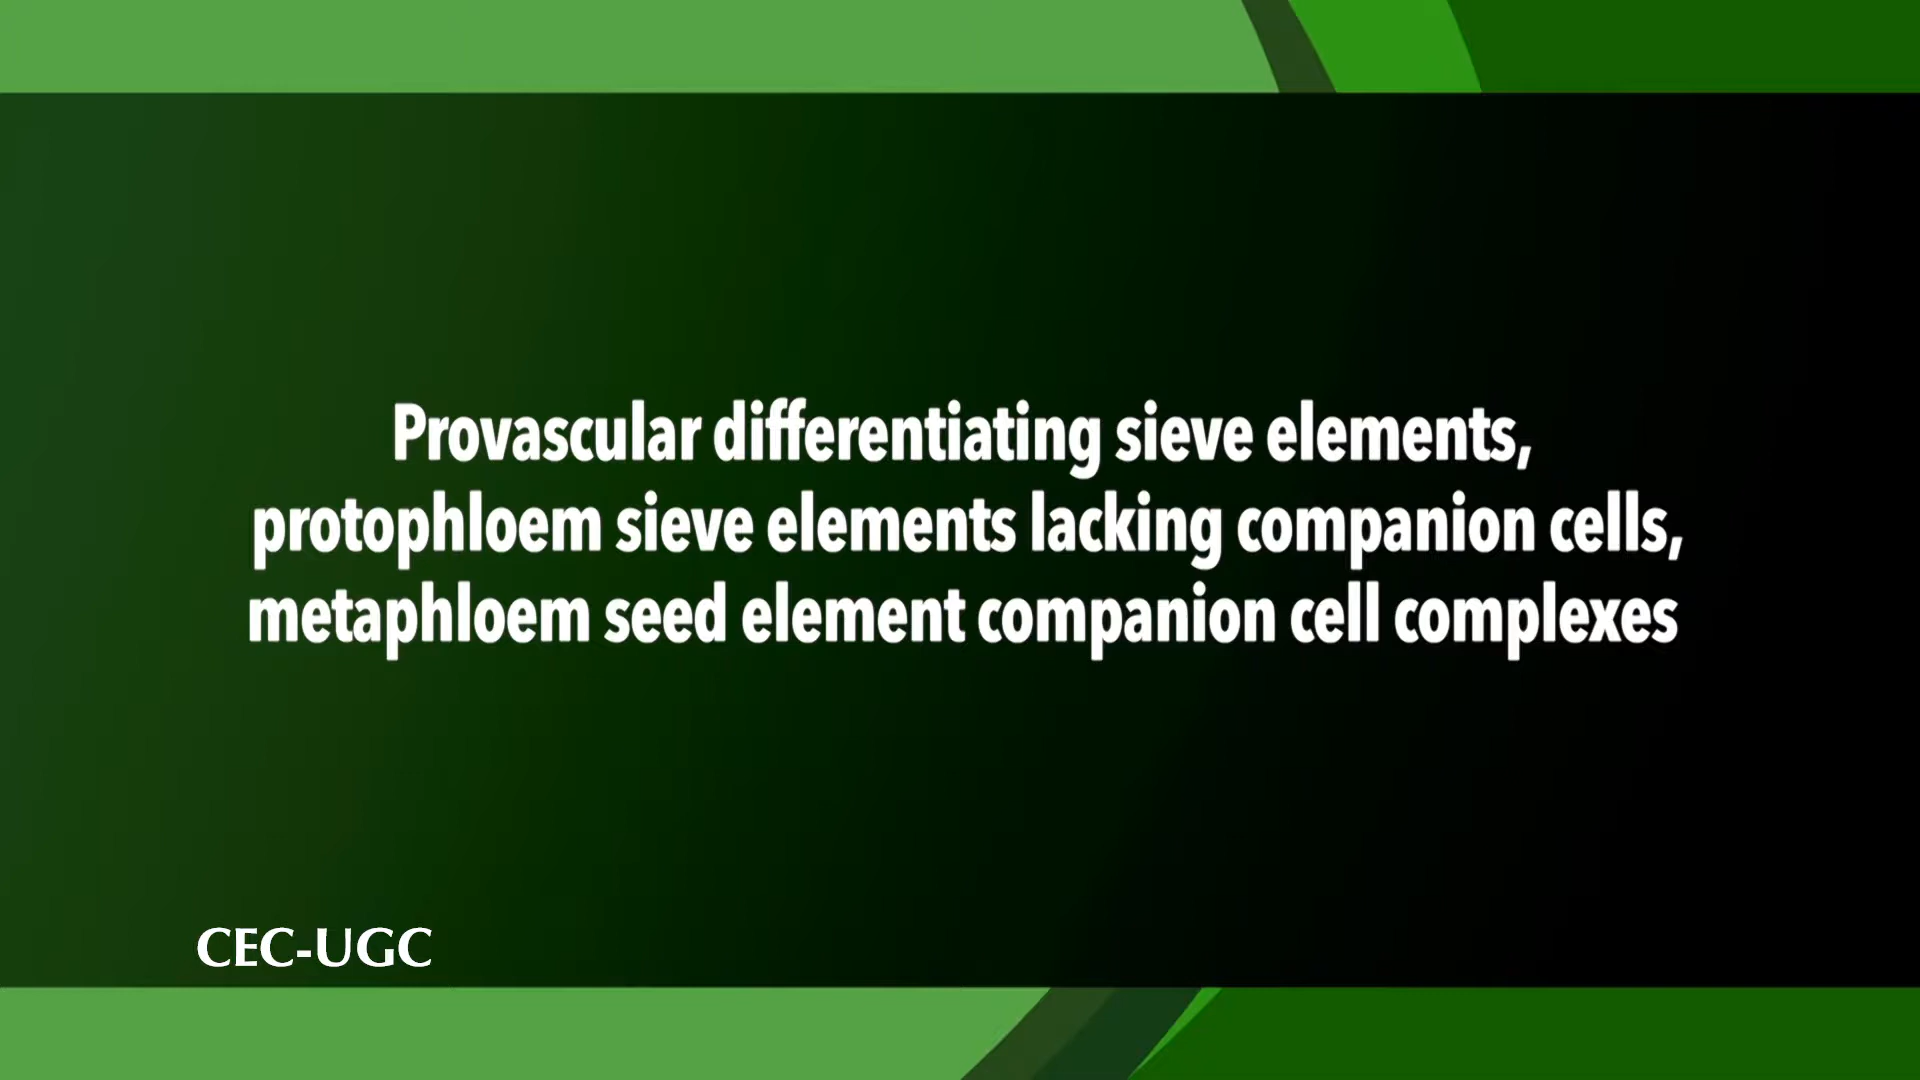 Provascular differentiating sieve elements,
protophloem sieve elements lacking companion cells,
metaphloem seed element companion cell complexes
CEC-UGC